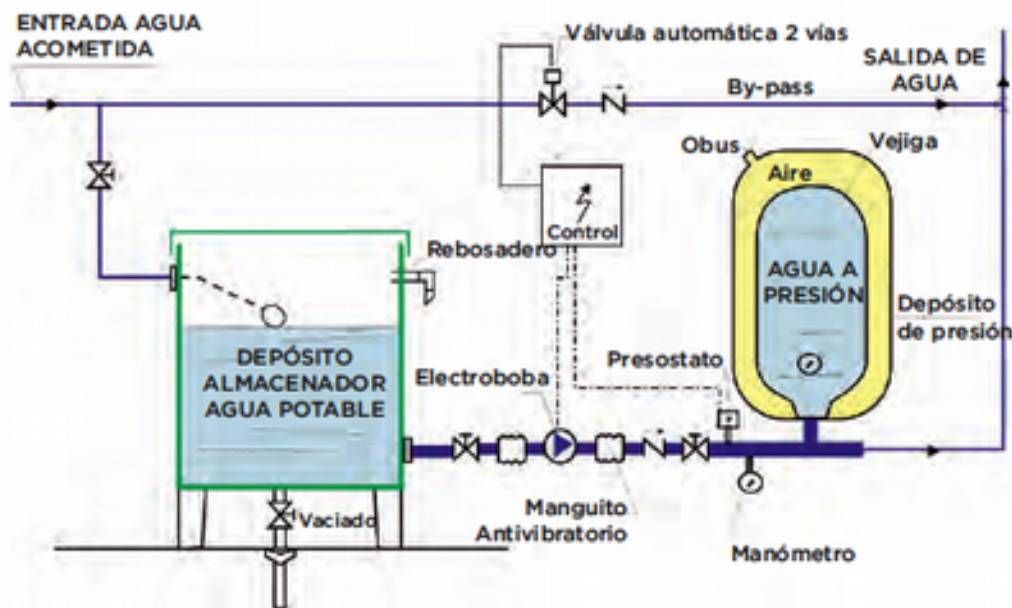 ENTRADA AGUA
ACOMETIDA
Válvula automática 2 vías
SALIDA DE
AGUA
By-pass
Obus
Vejiga
Aire
Control
Rebosadero
AGUA A
PRESIÓN
Depósito
de presión
Presostato
DEPÓSITO
ALMACENADOR
AGUA POTABLE
Electroboba
Vaciado
Manguito
Antivibratorio
Manómetro